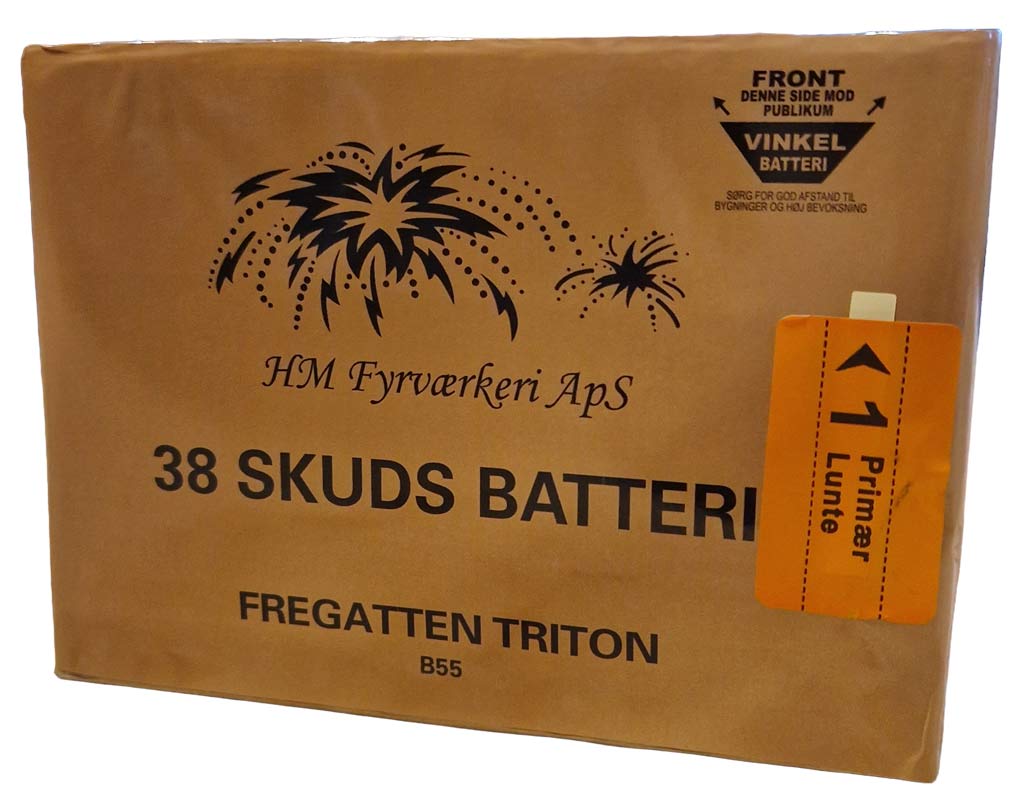 FRONT
DENNE SIDE MOD
PUBLIKUM
VINKEL
BATTERI
SØRG FOR GOD AFSTAND TIL
BYGNINGER OG HØJ BEVOKSNING
HM Fyrværkeri ApS
38 SKUDS BATTERI
1 Primær
Lunte
FREGATTEN TRITON
B55